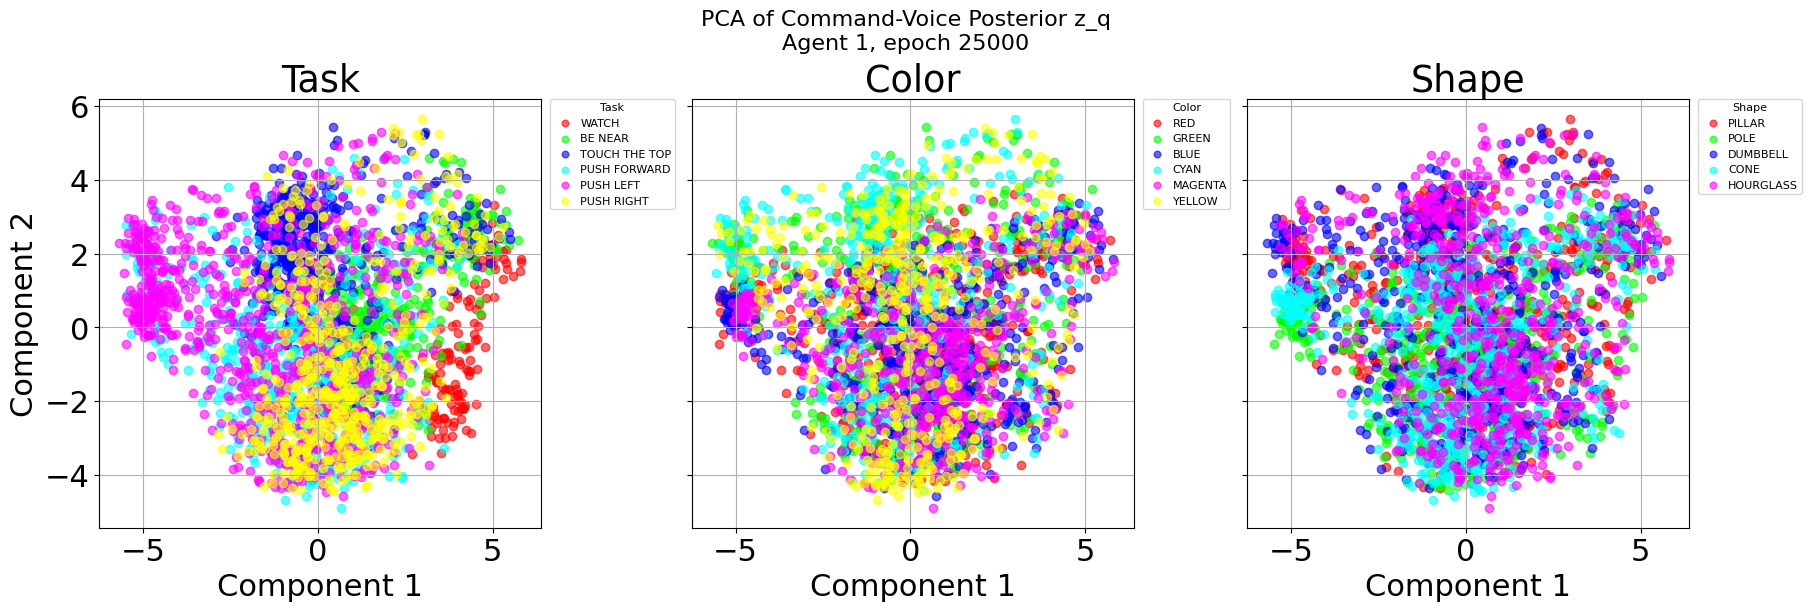 PCA of Command-Voice Posterior z_q
Agent 1, epoch 25000
Task
Color
Shape
Component 2
6
4
2
0
−2
−4
−5
0
5
Component 1
−5
0
5
Component 1
−5
0
5
Component 1
Task
WATCH
BE NEAR
TOUCH THE TOP
PUSH FORWARD
PUSH LEFT
PUSH RIGHT
Color
RED
GREEN
BLUE
CYAN
MAGENTA
YELLOW
Shape
PILLAR
POLE
DUMBBELL
CONE
HOURGLASS